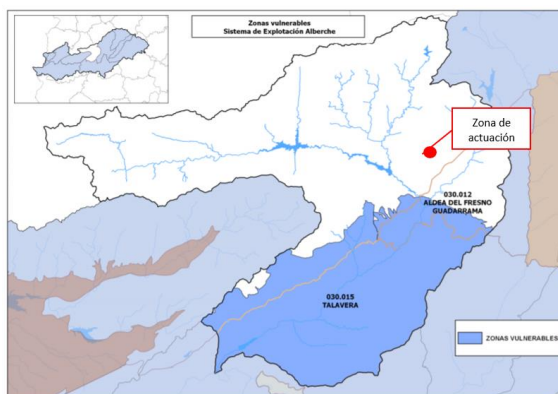 Zonas vulnerables
Sistema de Explotación Alberche
Zona de
actuación
030.012
ALDEA DEL FRESNO
GUADARRAMA
030.015
TALAVERA
ZONAS VULNERABLES